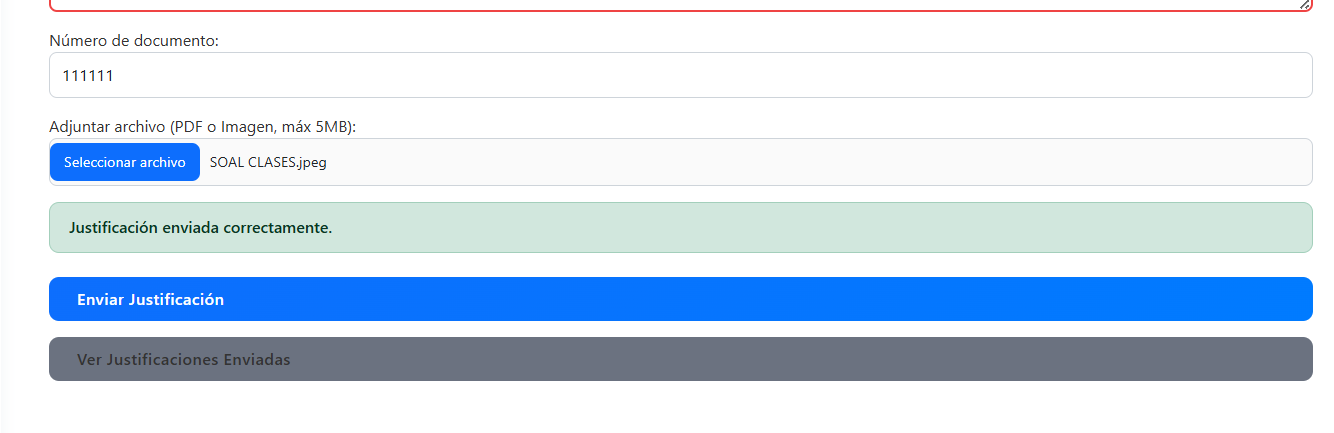 Número de documento:
111111
Adjuntar archivo (PDF o Imagen, máx 5MB):
Seleccionar archivo SOAL CLASES.jpeg
Justificación enviada correctamente.
Enviar Justificación
Ver Justificaciones Enviadas